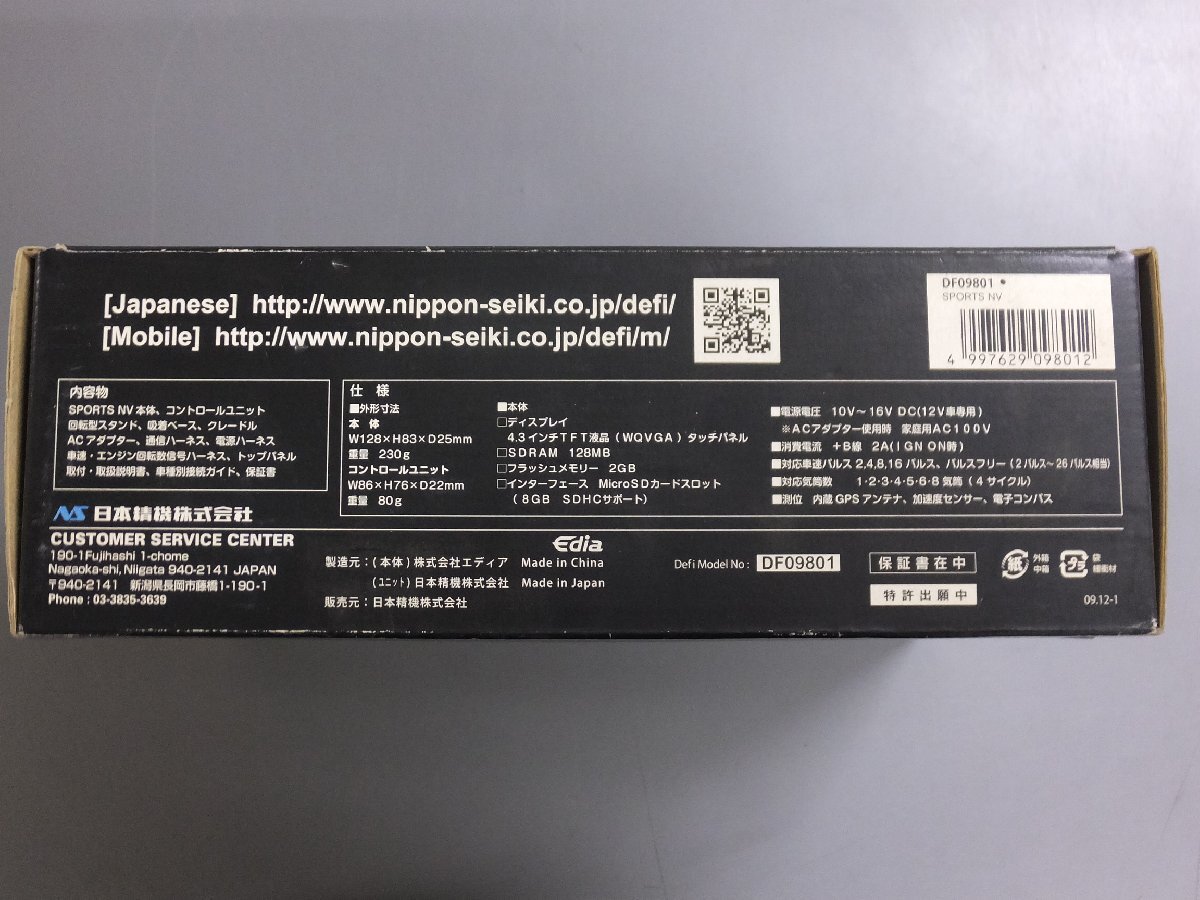 [Japanese] http://www.nippon-seiki.co.jp/defi/
[Mobile] http://www.nippon-seiki.co.jp/defi/m/
DF09801
SPORTS NV
4 997629 098012
内容物
SPORTS NV 本体、コントロールユニット
回転型スタンド、吸着ベース、クレードル
ACアダプター、通信ハーネス、電源ハーネス
車速・エンジン回転数信号ハーネス、トップパネル
取付・取扱説明書、車種別接続ガイド、保証書
仕様
■外形寸法
本体
W128×H83×D25mm
重量 230g
コントロールユニット
W86×H76×D22mm
重量 80g
■本体
□ディスプレイ
4.3インチTFT液晶(WQVGA)タッチパネル
□SDRAM 128MB
□フラッシュメモリー 2GB
□インターフェース MicroSDカードスロット
(8GB SDHCサポート)
■電源電圧 10V~16V DC(12V車専用)
※ACアダプター使用時 家庭用AC100V
■消費電流 +B線 2A(IGN ON時)
■対応車速パルス 2,4,8,16パルス、パルスフリー(2パルス~26パルス相当)
■対応気筒数 1・2・3・4・5・6・8気筒(4サイクル)
■測位 内蔵GPSアンテナ、加速度センサー、電子コンパス
NS 日本精機株式会社
CUSTOMER SERVICE CENTER
190-1Fujihashi 1-chome
Nagaoka-shi,Niigata 940-2141 JAPAN
〒940-2141 新潟県長岡市藤橋1-190-1
Phone : 03-3835-3639
Edia
製造元:(本体)株式会社エディア Made in China
(ユニット)日本精機株式会社 Made in Japan
販売元:日本精機株式会社
Defi Model No: DF09801
保証書在中
特許出願中
紙 外箱
中箱
プラ 袋
緩衝材
09.12-1